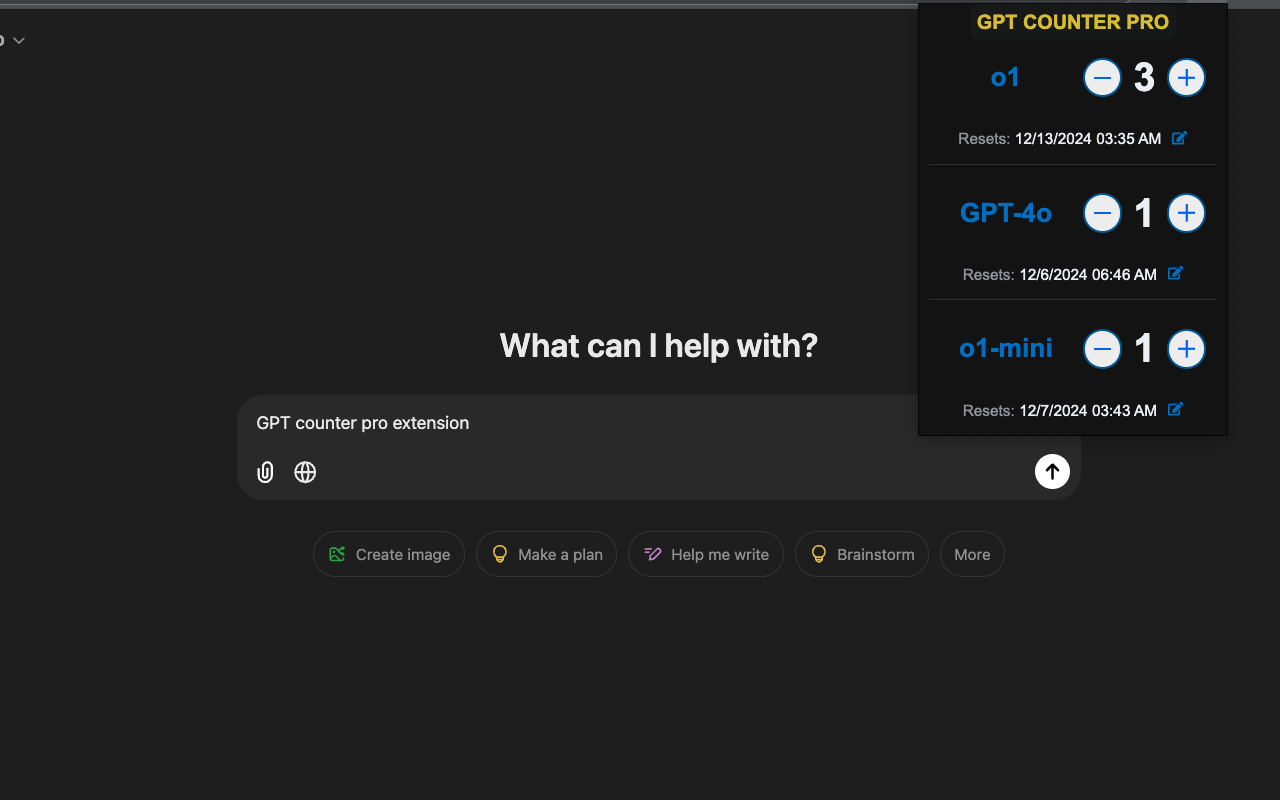 GPT COUNTER PRO
o1
3
Resets: 12/13/2024 03:35 AM
GPT-4o
1
Resets: 12/6/2024 06:46 AM
o1-mini
1
Resets: 12/7/2024 03:43 AM
What can I help with?
GPT counter pro extension
Create image
Make a plan
Help me write
Brainstorm
More